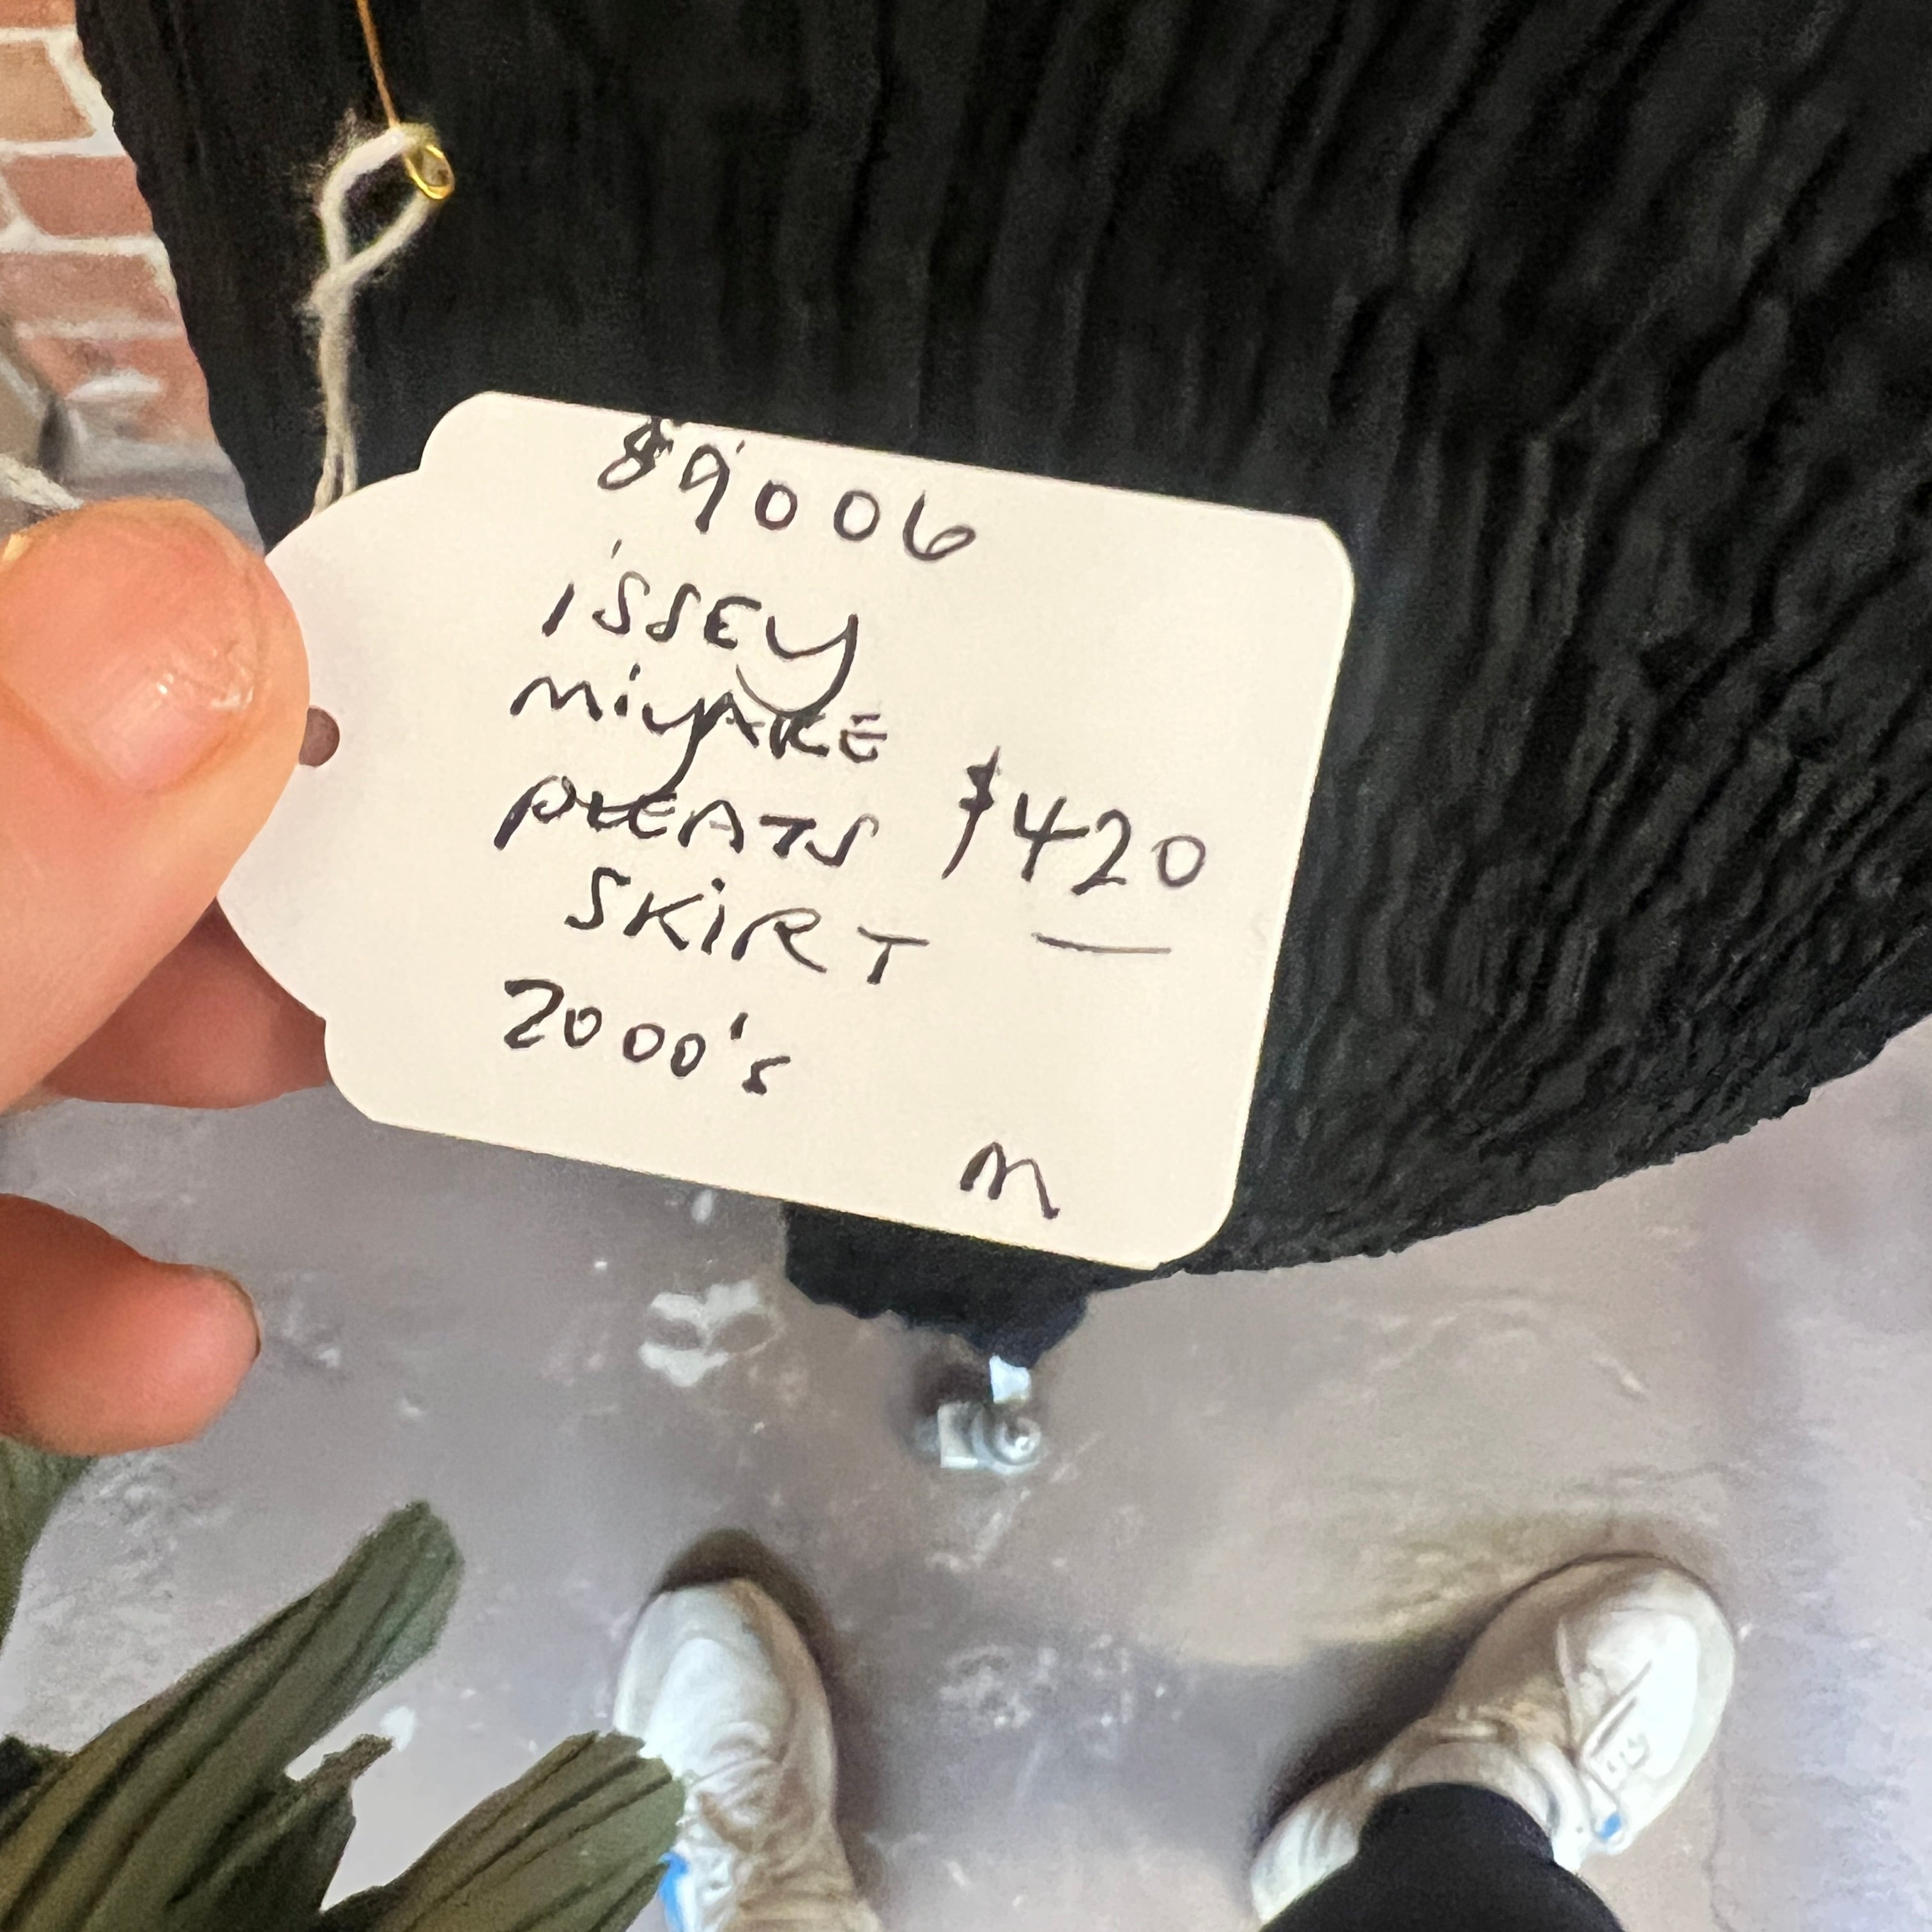 89006
issey
miyake
pleats $420
skirt
2000's
M